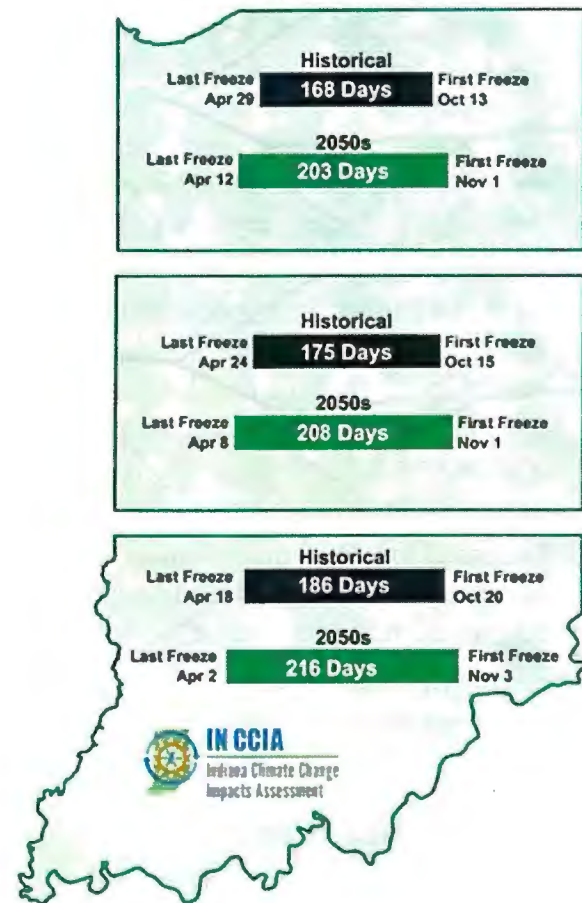 Historical
Last Freeze
Apr 29
168 Days
First Freeze
Oct 13
2050s
Last Freeze
Apr 12
203 Days
First Freeze
Nov 1
Historical
Last Freeze
Apr 24
175 Days
First Freeze
Oct 15
2050s
Last Freeze
Apr 8
208 Days
First Freeze
Nov 1
Historical
Last Freeze
Apr 18
186 Days
First Freeze
Oct 20
2050s
Last Freeze
Apr 2
216 Days
First Freeze
Nov 3
IN CCIA
Indiana Climate Change
Impacts Assessment